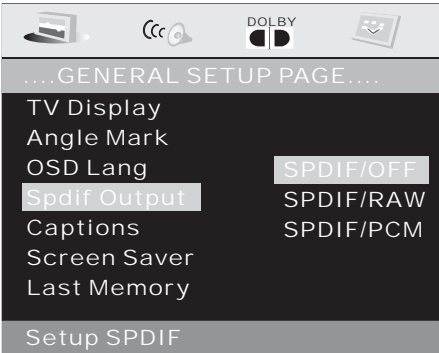 DOLBY
....GENERAL SETUP PAGE....
TV Display
Angle Mark
OSD Lang
SPDIF/OFF
Spdif Output
SPDIF/RAW
Captions
SPDIF/PCM
Screen Saver
Last Memory
Setup SPDIF